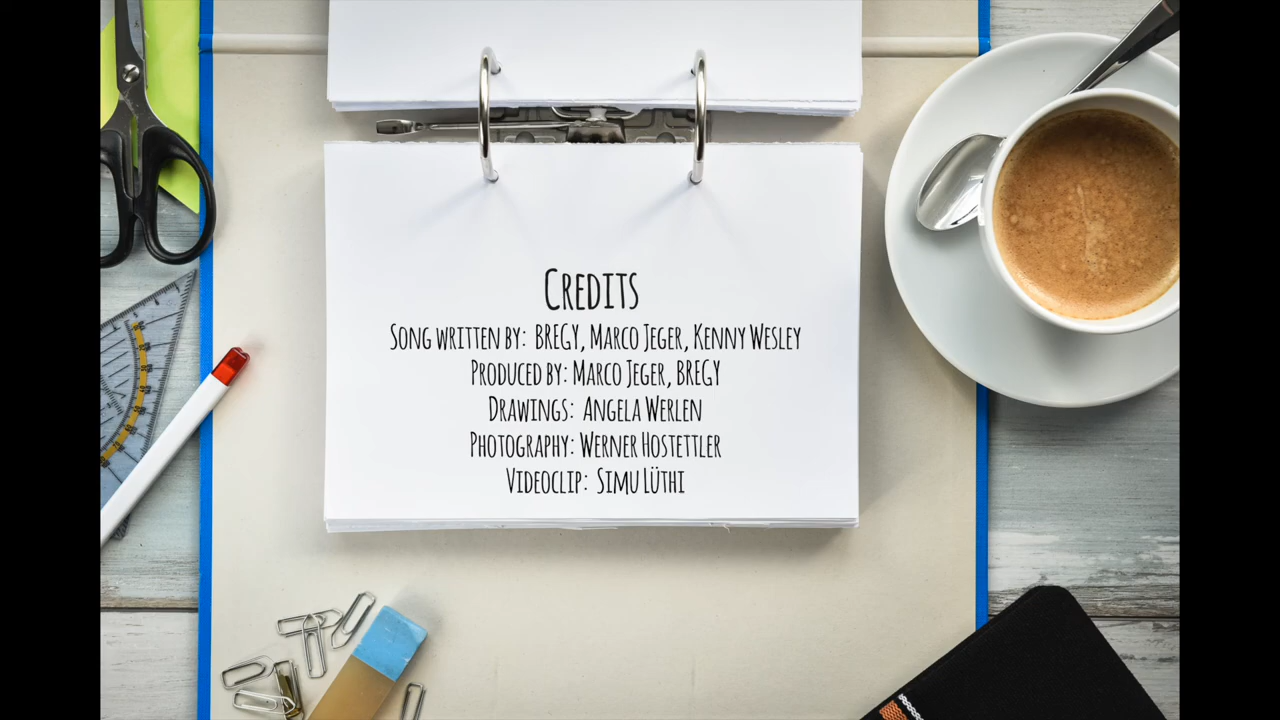 Credits
Song written by: BREGY, Marco Jeger, Kenny Wesley
Produced by: Marco Jeger, BREGY
Drawings: Angela Werlen
Photography: Werner Hostettler
Videoclip: Simu Lüthi